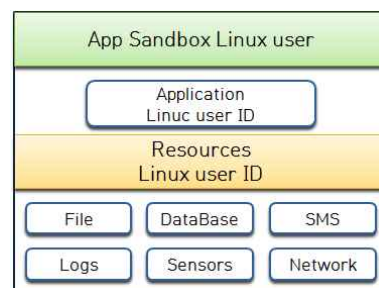 App Sandbox Linux user
Application
Linuc user ID
Resources
Linux user ID
File DataBase SMS
Logs Sensors Network